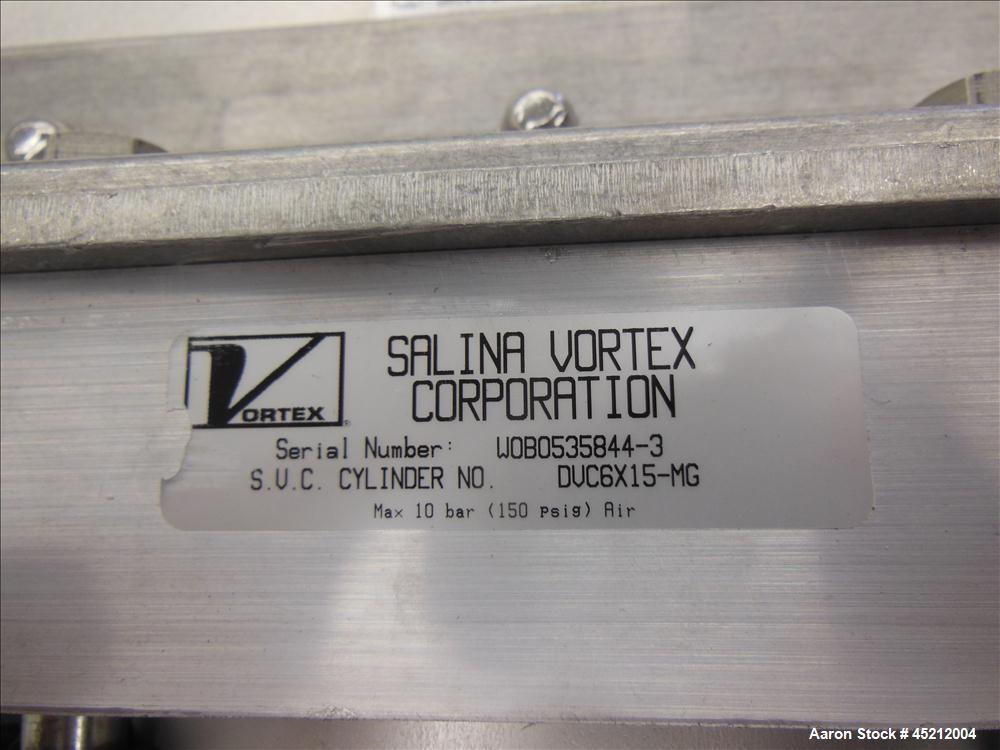 VORTEX®
SALINA VORTEX
CORPORATION
Serial Number: WOB0535844-3
S.V.C. CYLINDER NO. DVC6X15-MG
Max 10 bar (150 psig) Air
Aaron Stock # 45212004